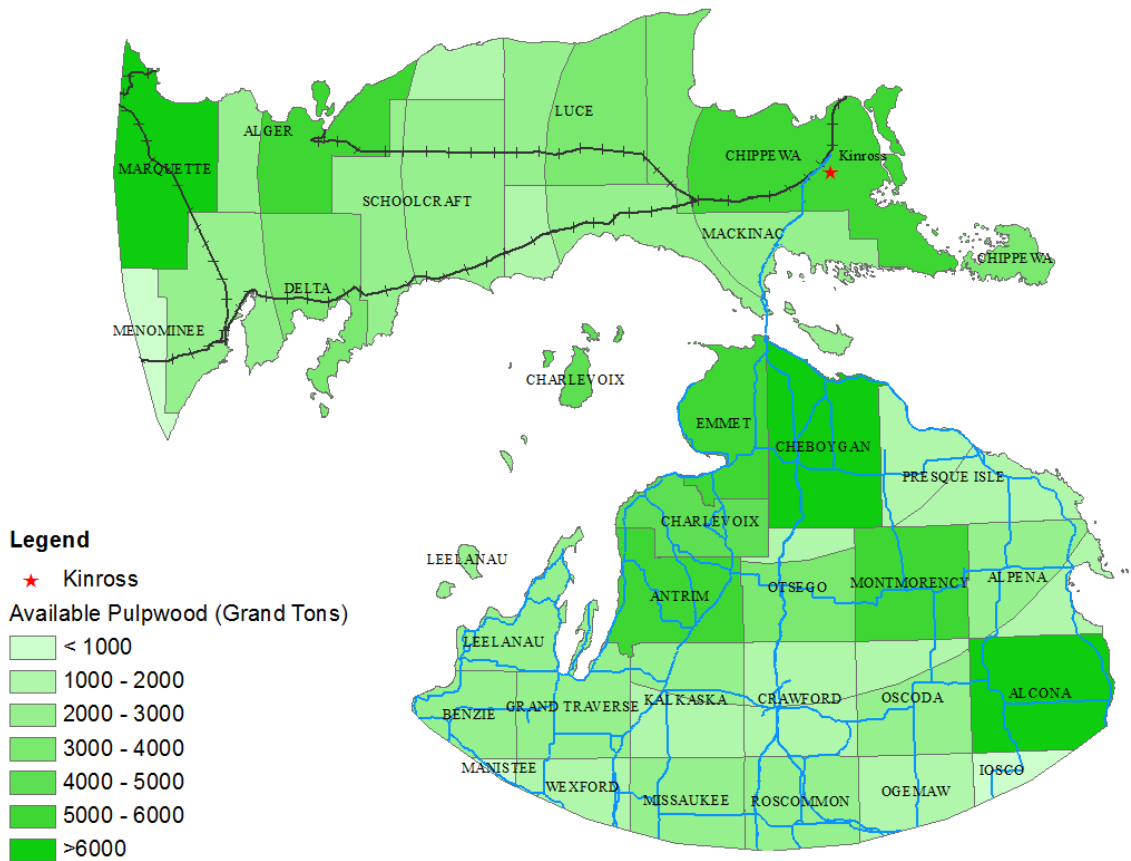 LUCE
ALGER
CHIPPEWA
Kinross
MARQUETTE
SCHOOLCRAFT
MACKINAC
CHIPPEWA
DELTA
MENOMINEE
CHARLEVOIX
EMMET
CHEBOYGAN
PRESQUE ISLE
CHARLEVOIX
LEELANAU
OTSEGO
MONTMORENCY
ALPENA
ANTRIM
LEELANAU
KALKASKA
CRAWFORD
OSCODA
ALCONA
BENZIE
GRAND TRAVERSE
MANISTEE
IOSCO
WEXFORD
MISSAUKEE
ROSCOMMON
OGEMAW
Legend
Kinross
Available Pulpwood (Grand Tons)
< 1000
1000 - 2000
2000 - 3000
3000 - 4000
4000 - 5000
5000 - 6000
>6000